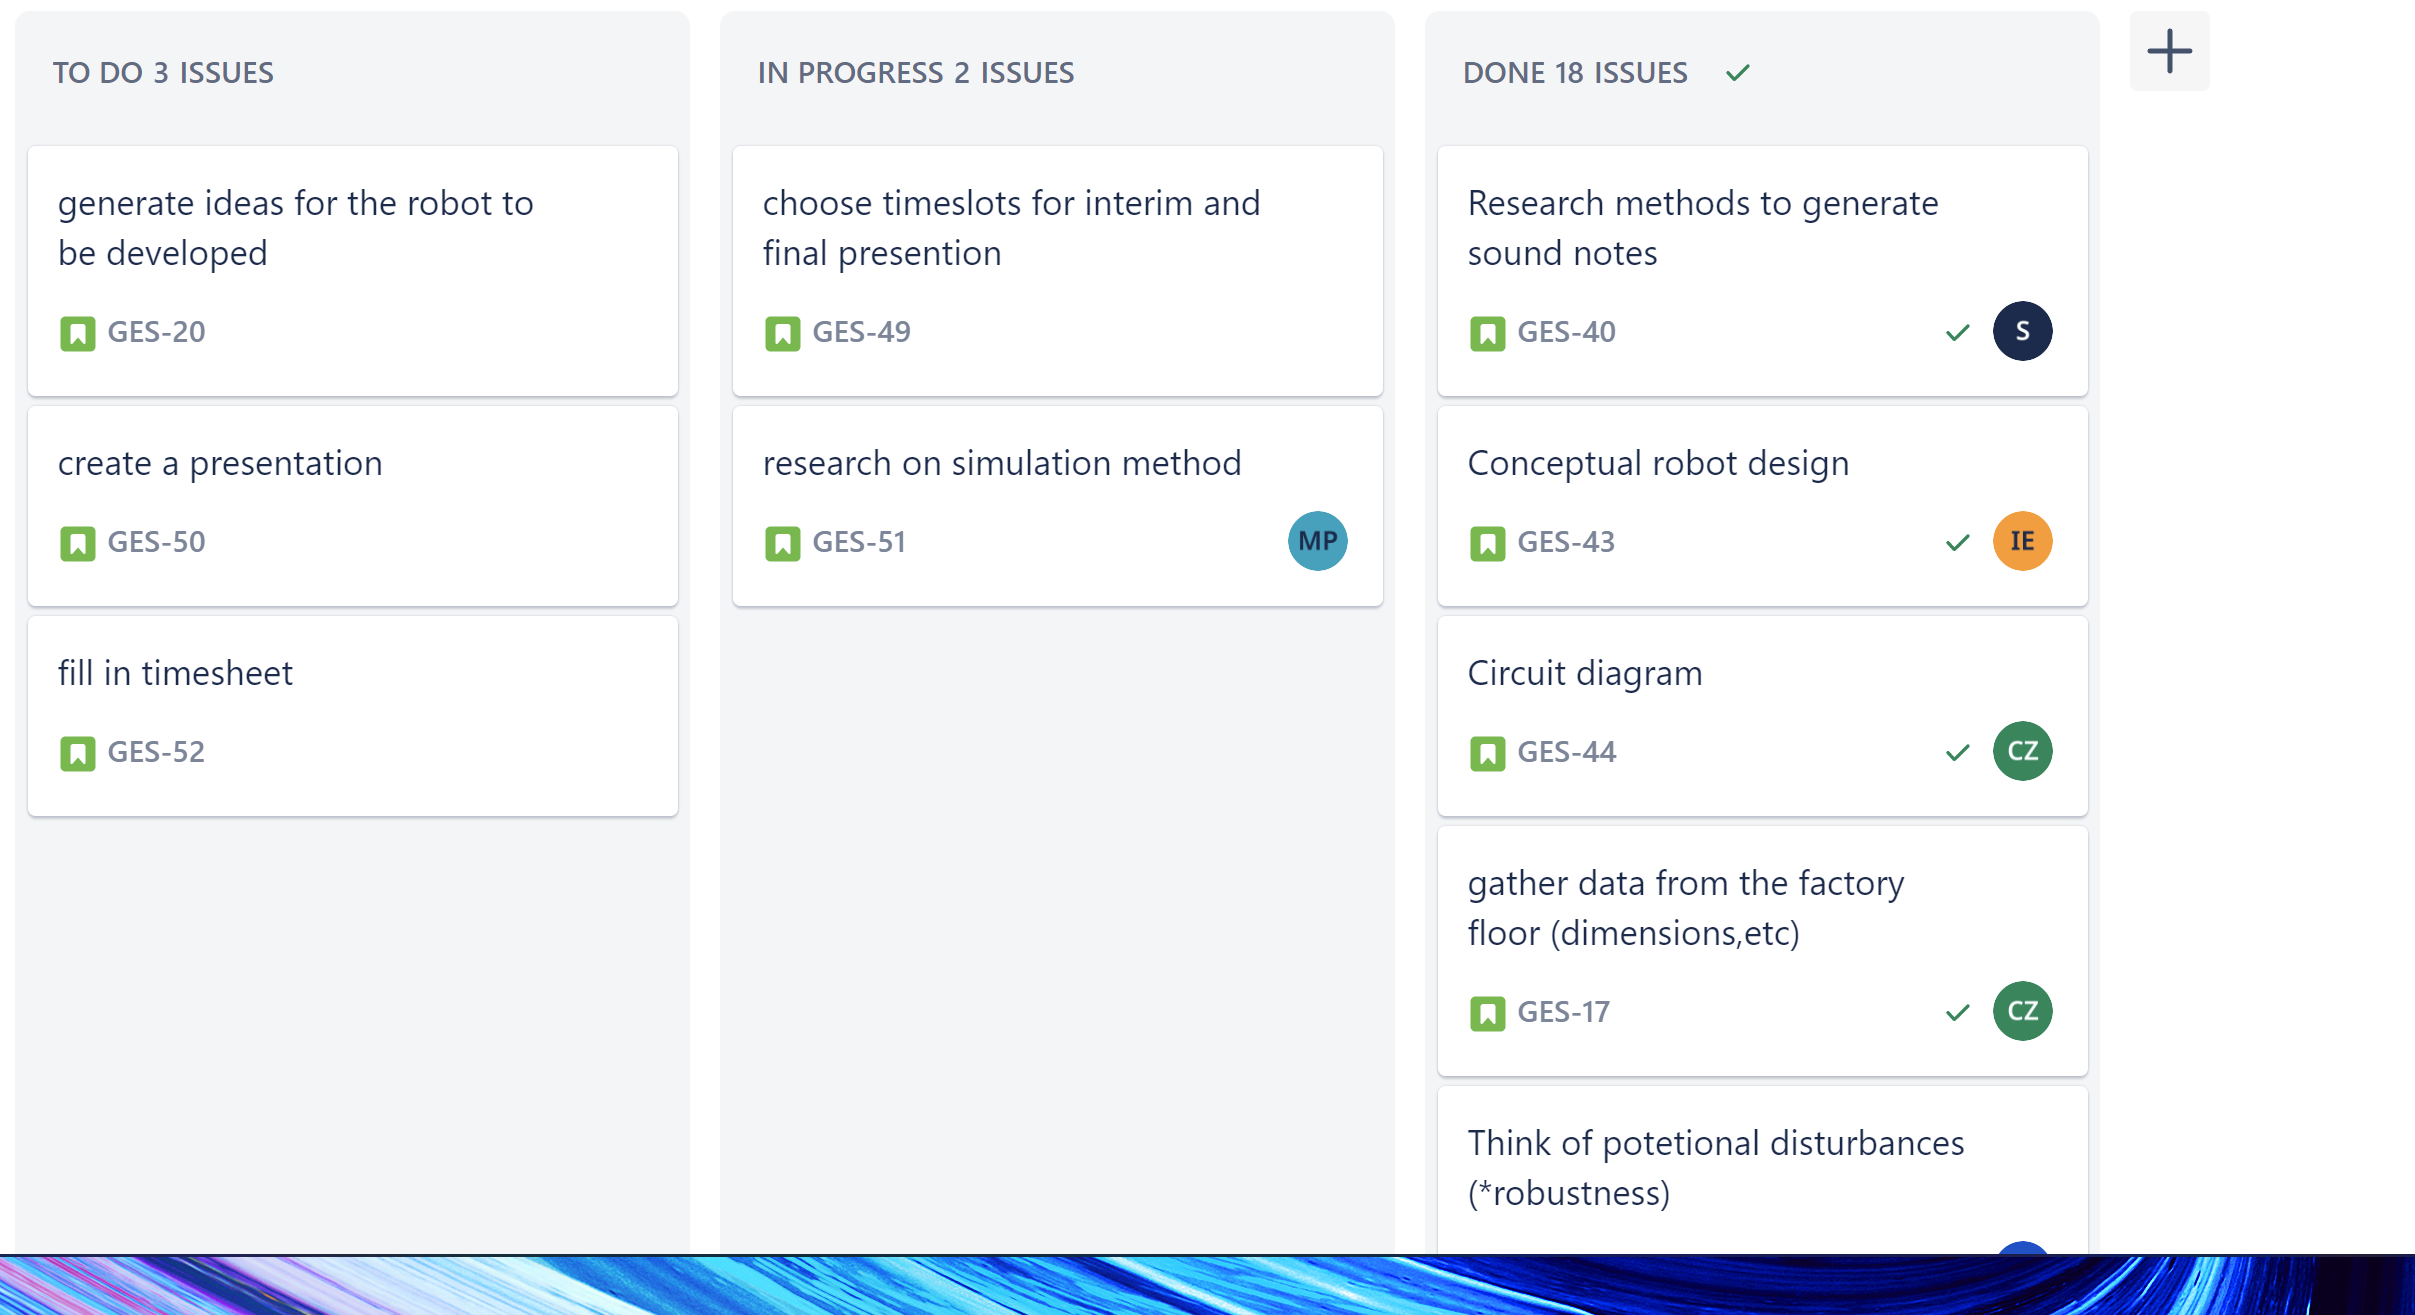 TO DO 3 ISSUES
generate ideas for the robot to
be developed
GES-20
create a presentation
GES-50
fill in timesheet
GES-52
IN PROGRESS 2 ISSUES
choose timeslots for interim and
final presention
GES-49
research on simulation method
GES-51
MP
DONE 18 ISSUES
Research methods to generate
sound notes
GES-40
S
Conceptual robot design
GES-43
IE
Circuit diagram
GES-44
CZ
gather data from the factory
floor (dimensions,etc)
GES-17
CZ
Think of potetional disturbances
(*robustness)